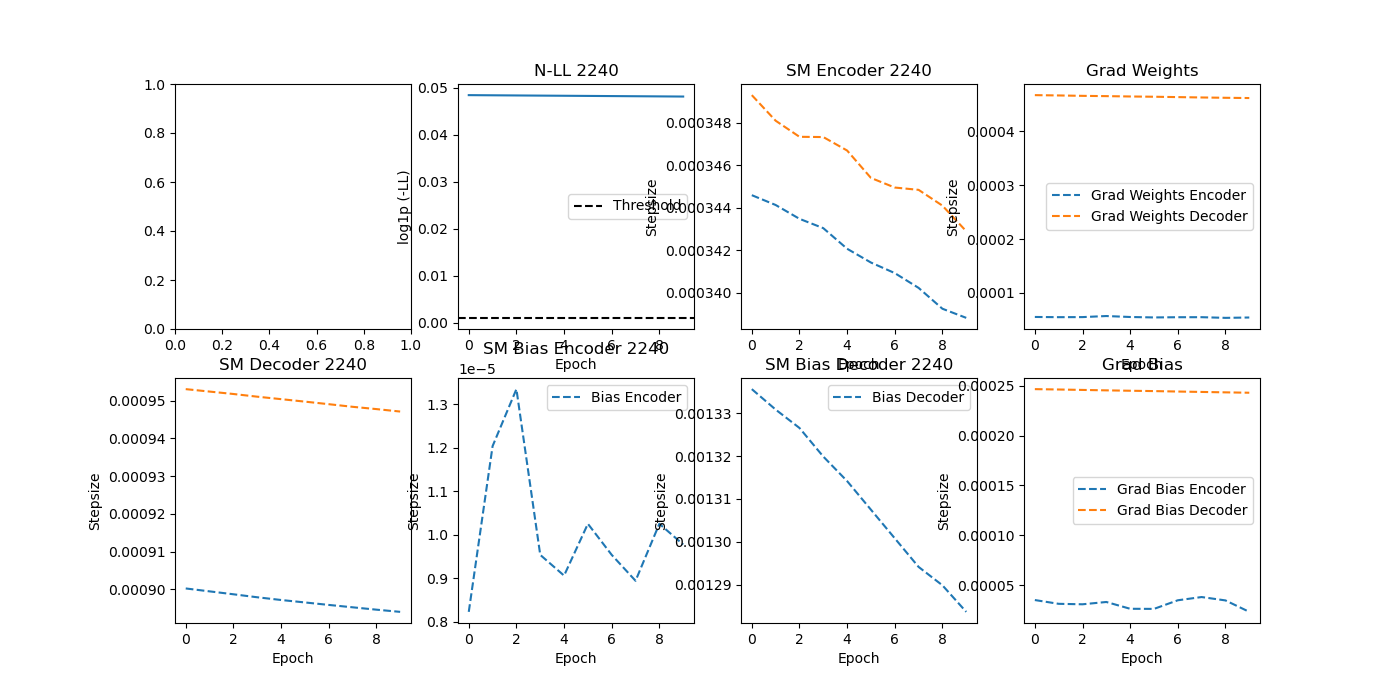 N-LL 2240
SM Encoder 2240
Grad Weights
1.0
0.8
0.6
0.4
0.2
0.0
0.0 0.2 0.4 0.6 0.8 1.0
log1p (-LL)
0.05
0.04
0.03
0.02
0.01
0.00
Threshold
0 2 4 6 8
Epoch
Stepsize
0.000348
0.000346
0.000344
0.000342
0.000340
0 2 4 6 8
Epoch
Stepsize
0.0004
0.0003
0.0002
0.0001
Grad Weights Encoder
Grad Weights Decoder
0 2 4 6 8
Epoch
SM Decoder 2240
SM Bias Encoder 2240
SM Bias Decoder 2240
Grad Bias
Stepsize
0.00095
0.00094
0.00093
0.00092
0.00091
0.00090
0 2 4 6 8
Epoch
1e−5
Stepsize
1.3
1.2
1.1
1.0
0.9
0.8
Bias Encoder
0 2 4 6 8
Epoch
Stepsize
0.00133
0.00132
0.00131
0.00130
0.00129
Bias Decoder
0 2 4 6 8
Epoch
Stepsize
0.00025
0.00020
0.00015
0.00010
0.00005
Grad Bias Encoder
Grad Bias Decoder
0 2 4 6 8
Epoch